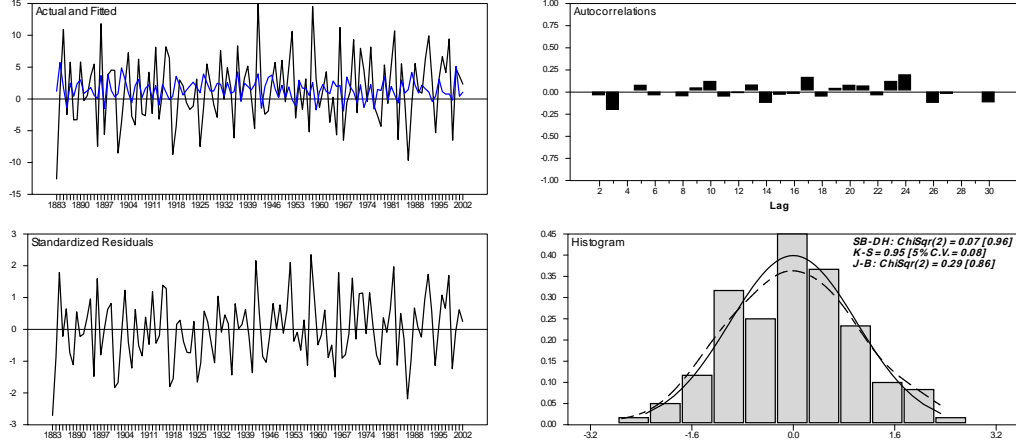 Actual and Fitted
15
10
5
0
-5
-10
-15
1883 1890 1897 1904 1911 1918 1925 1932 1939 1946 1953 1960 1967 1974 1981 1988 1995 2002
Autocorrelations
1.00
0.75
0.50
0.25
0.00
-0.25
-0.50
-0.75
-1.00
2 4 6 8 10 12 14 16 18 20 22 24 26 28 30
Lag
Standardized Residuals
3
2
1
0
-1
-2
-3
1883 1890 1897 1904 1911 1918 1925 1932 1939 1946 1953 1960 1967 1974 1981 1988 1995 2002
Histogram
SB-DH: ChiSqr(2) = 0.07 [0.96]
K-S = 0.95 [5% C.V. = 0.08]
J-B: ChiSqr(2) = 0.29 [0.86]
0.45
0.40
0.35
0.30
0.25
0.20
0.15
0.10
0.05
0.00
-3.2 -1.6 0.0 1.6 3.2